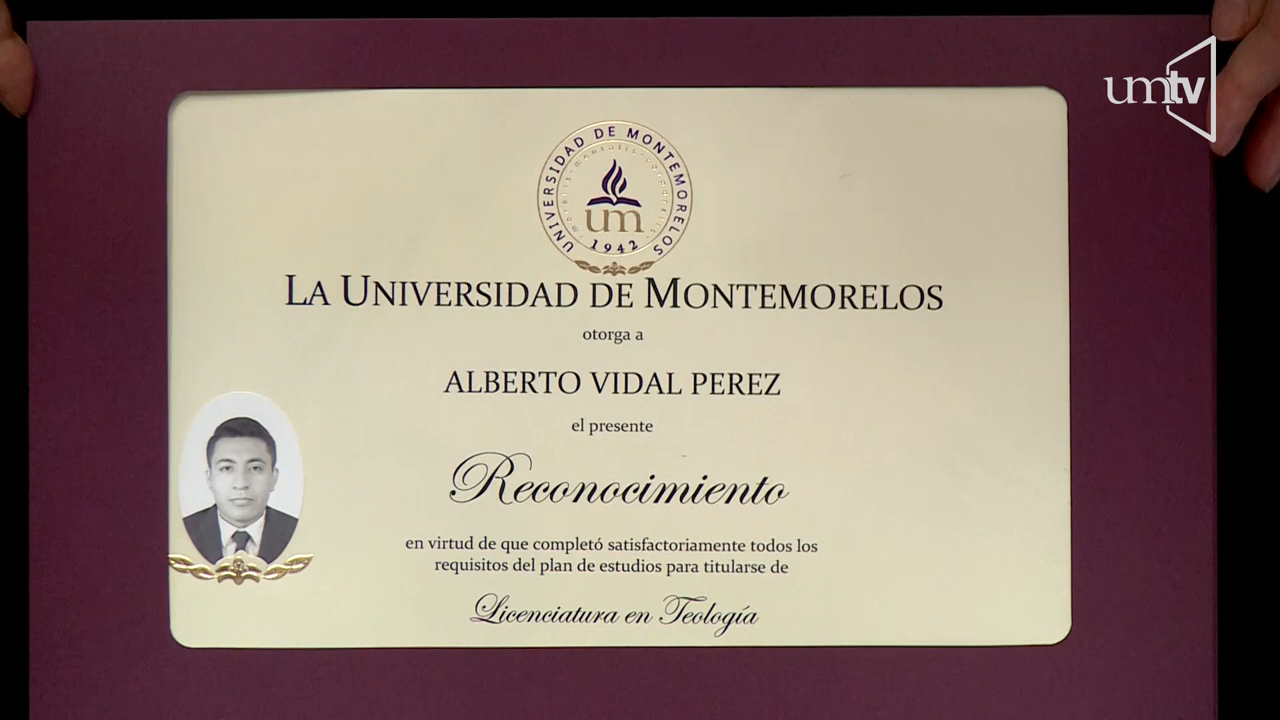 umtv
UNIVERSIDAD DE MONTEMORELOS
um
1942
LA UNIVERSIDAD DE MONTEMORELOS
otorga a
ALBERTO VIDAL PEREZ
el presente
Reconocimiento
en virtud de que completó satisfactoriamente todos los
requisitos del plan de estudios para titularse de
Licenciatura en Teología